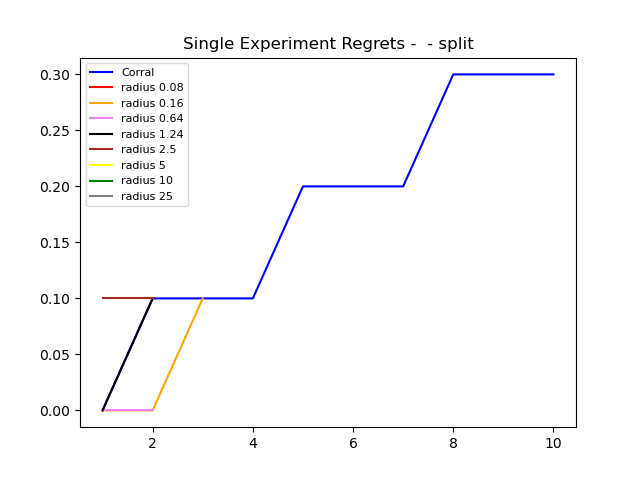 Single Experiment Regrets -  - split
0.30
0.25
0.20
0.15
0.10
0.05
0.00
Corral
radius 0.08
radius 0.16
radius 0.64
radius 1.24
radius 2.5
radius 5
radius 10
radius 25
2 4 6 8 10